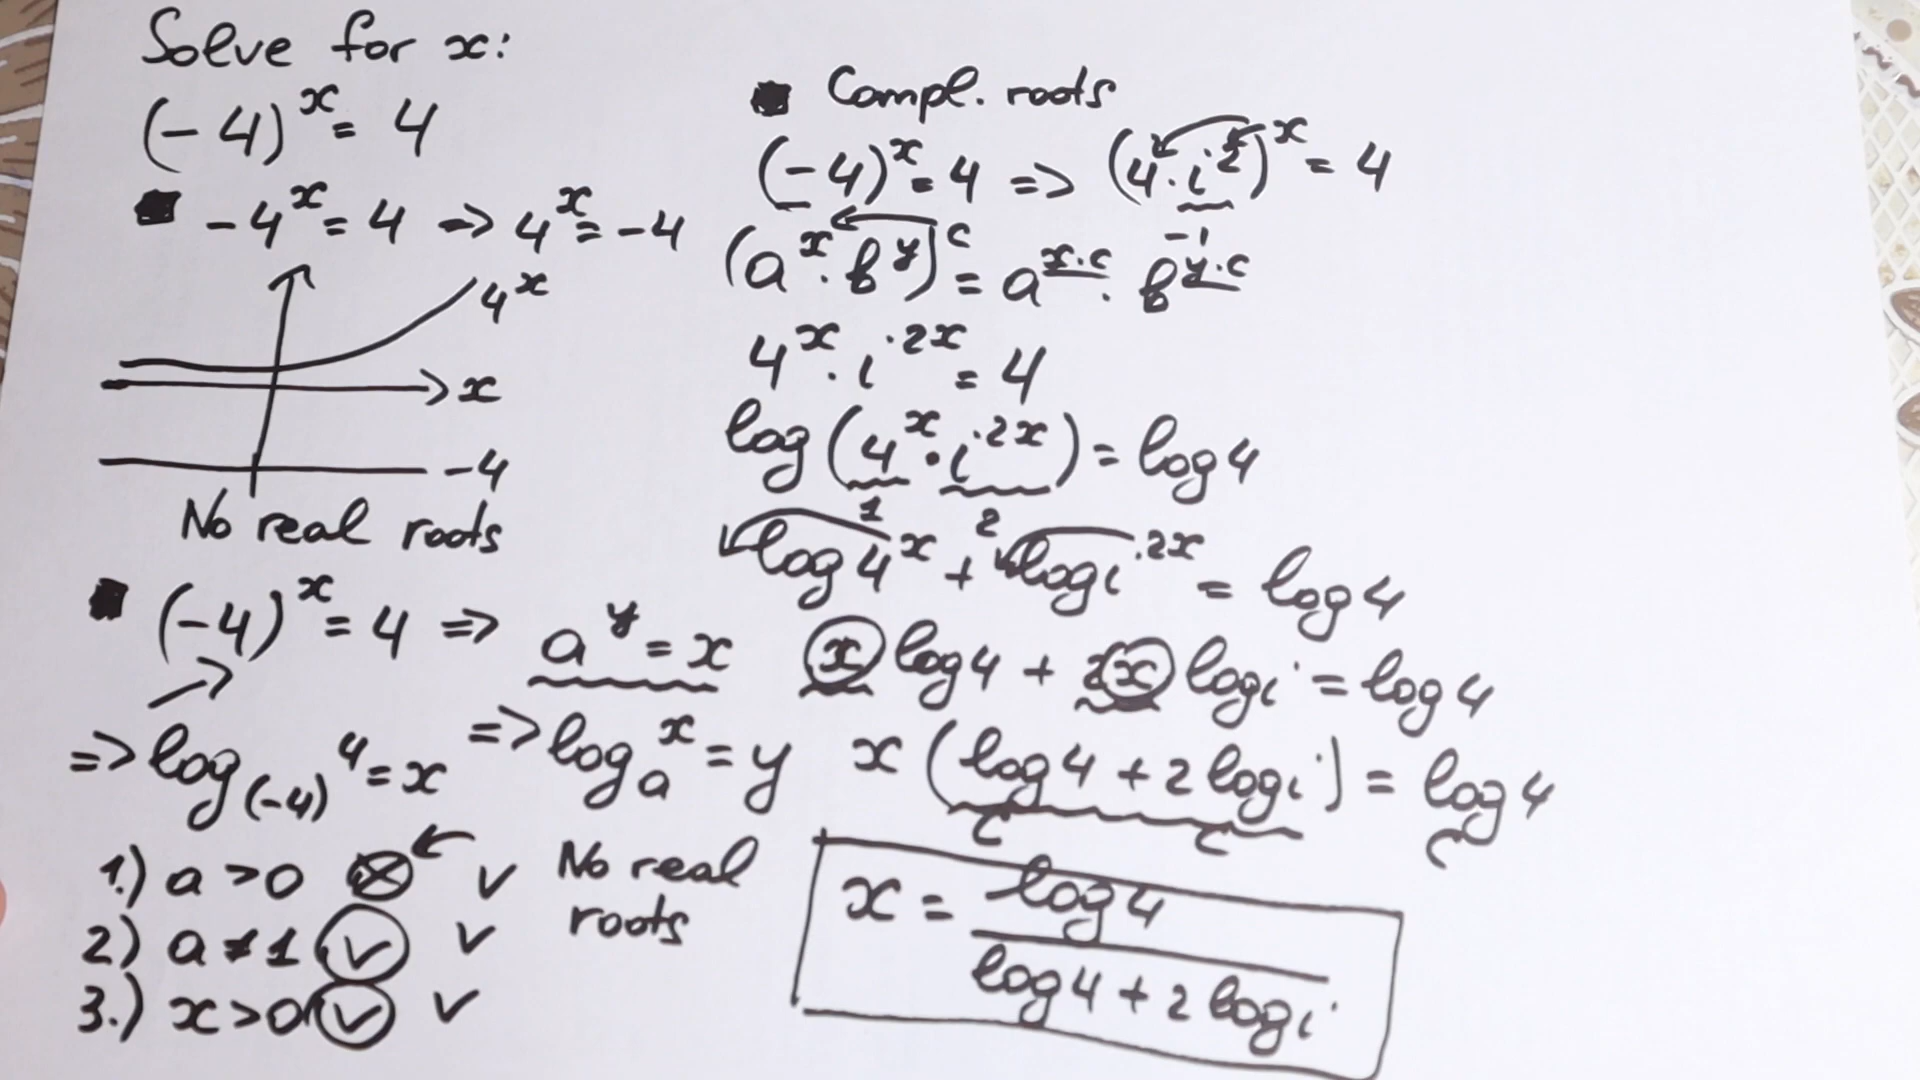 Solve for x:
(-4)^x = 4
■ -4^x = 4 => 4^x = -4
4^x
x
-4
No real roots
■ (-4)^x = 4 => a^y = x
=> log_(-4) 4 = x => log_a x = y
1.) a > 0 ⊗ ← v No real
roots
2) a ≠ 1 v v
3.) x > 0 v v
■ Compl. roots
(-4)^x = 4 => (4 · i^2)^x = 4
-1
(a^x · b^y)^c = a^(x·c) · b^(y·c)
4^x · i^2x = 4
log (4^x · i^2x) = log 4
1 2
log 4^x + log i^2x = log 4
x log 4 + 2x log i = log 4
x (log 4 + 2 log i) = log 4
c c c
x = log 4
log 4 + 2 log i